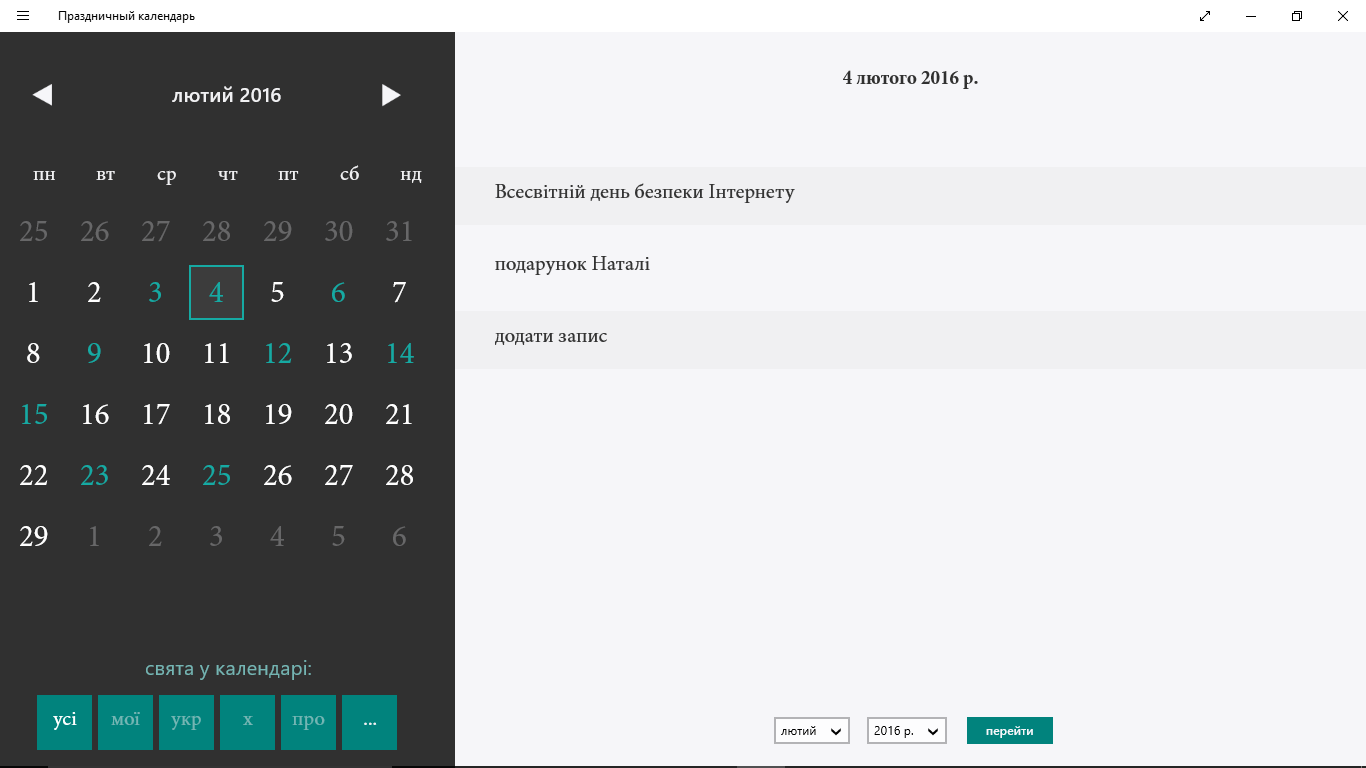 Праздничный календарь
лютий 2016
пн вт ср чт пт сб нд
25 26 27 28 29 30 31
1 2 3 4 5 6 7
8 9 10 11 12 13 14
15 16 17 18 19 20 21
22 23 24 25 26 27 28
29 1 2 3 4 5 6
свята у календарі:
усі мої укр х про ...
4 лютого 2016 р.
Всесвітній день безпеки Інтернету
подарунок Наталі
додати запис
лютий 2016 р. перейти